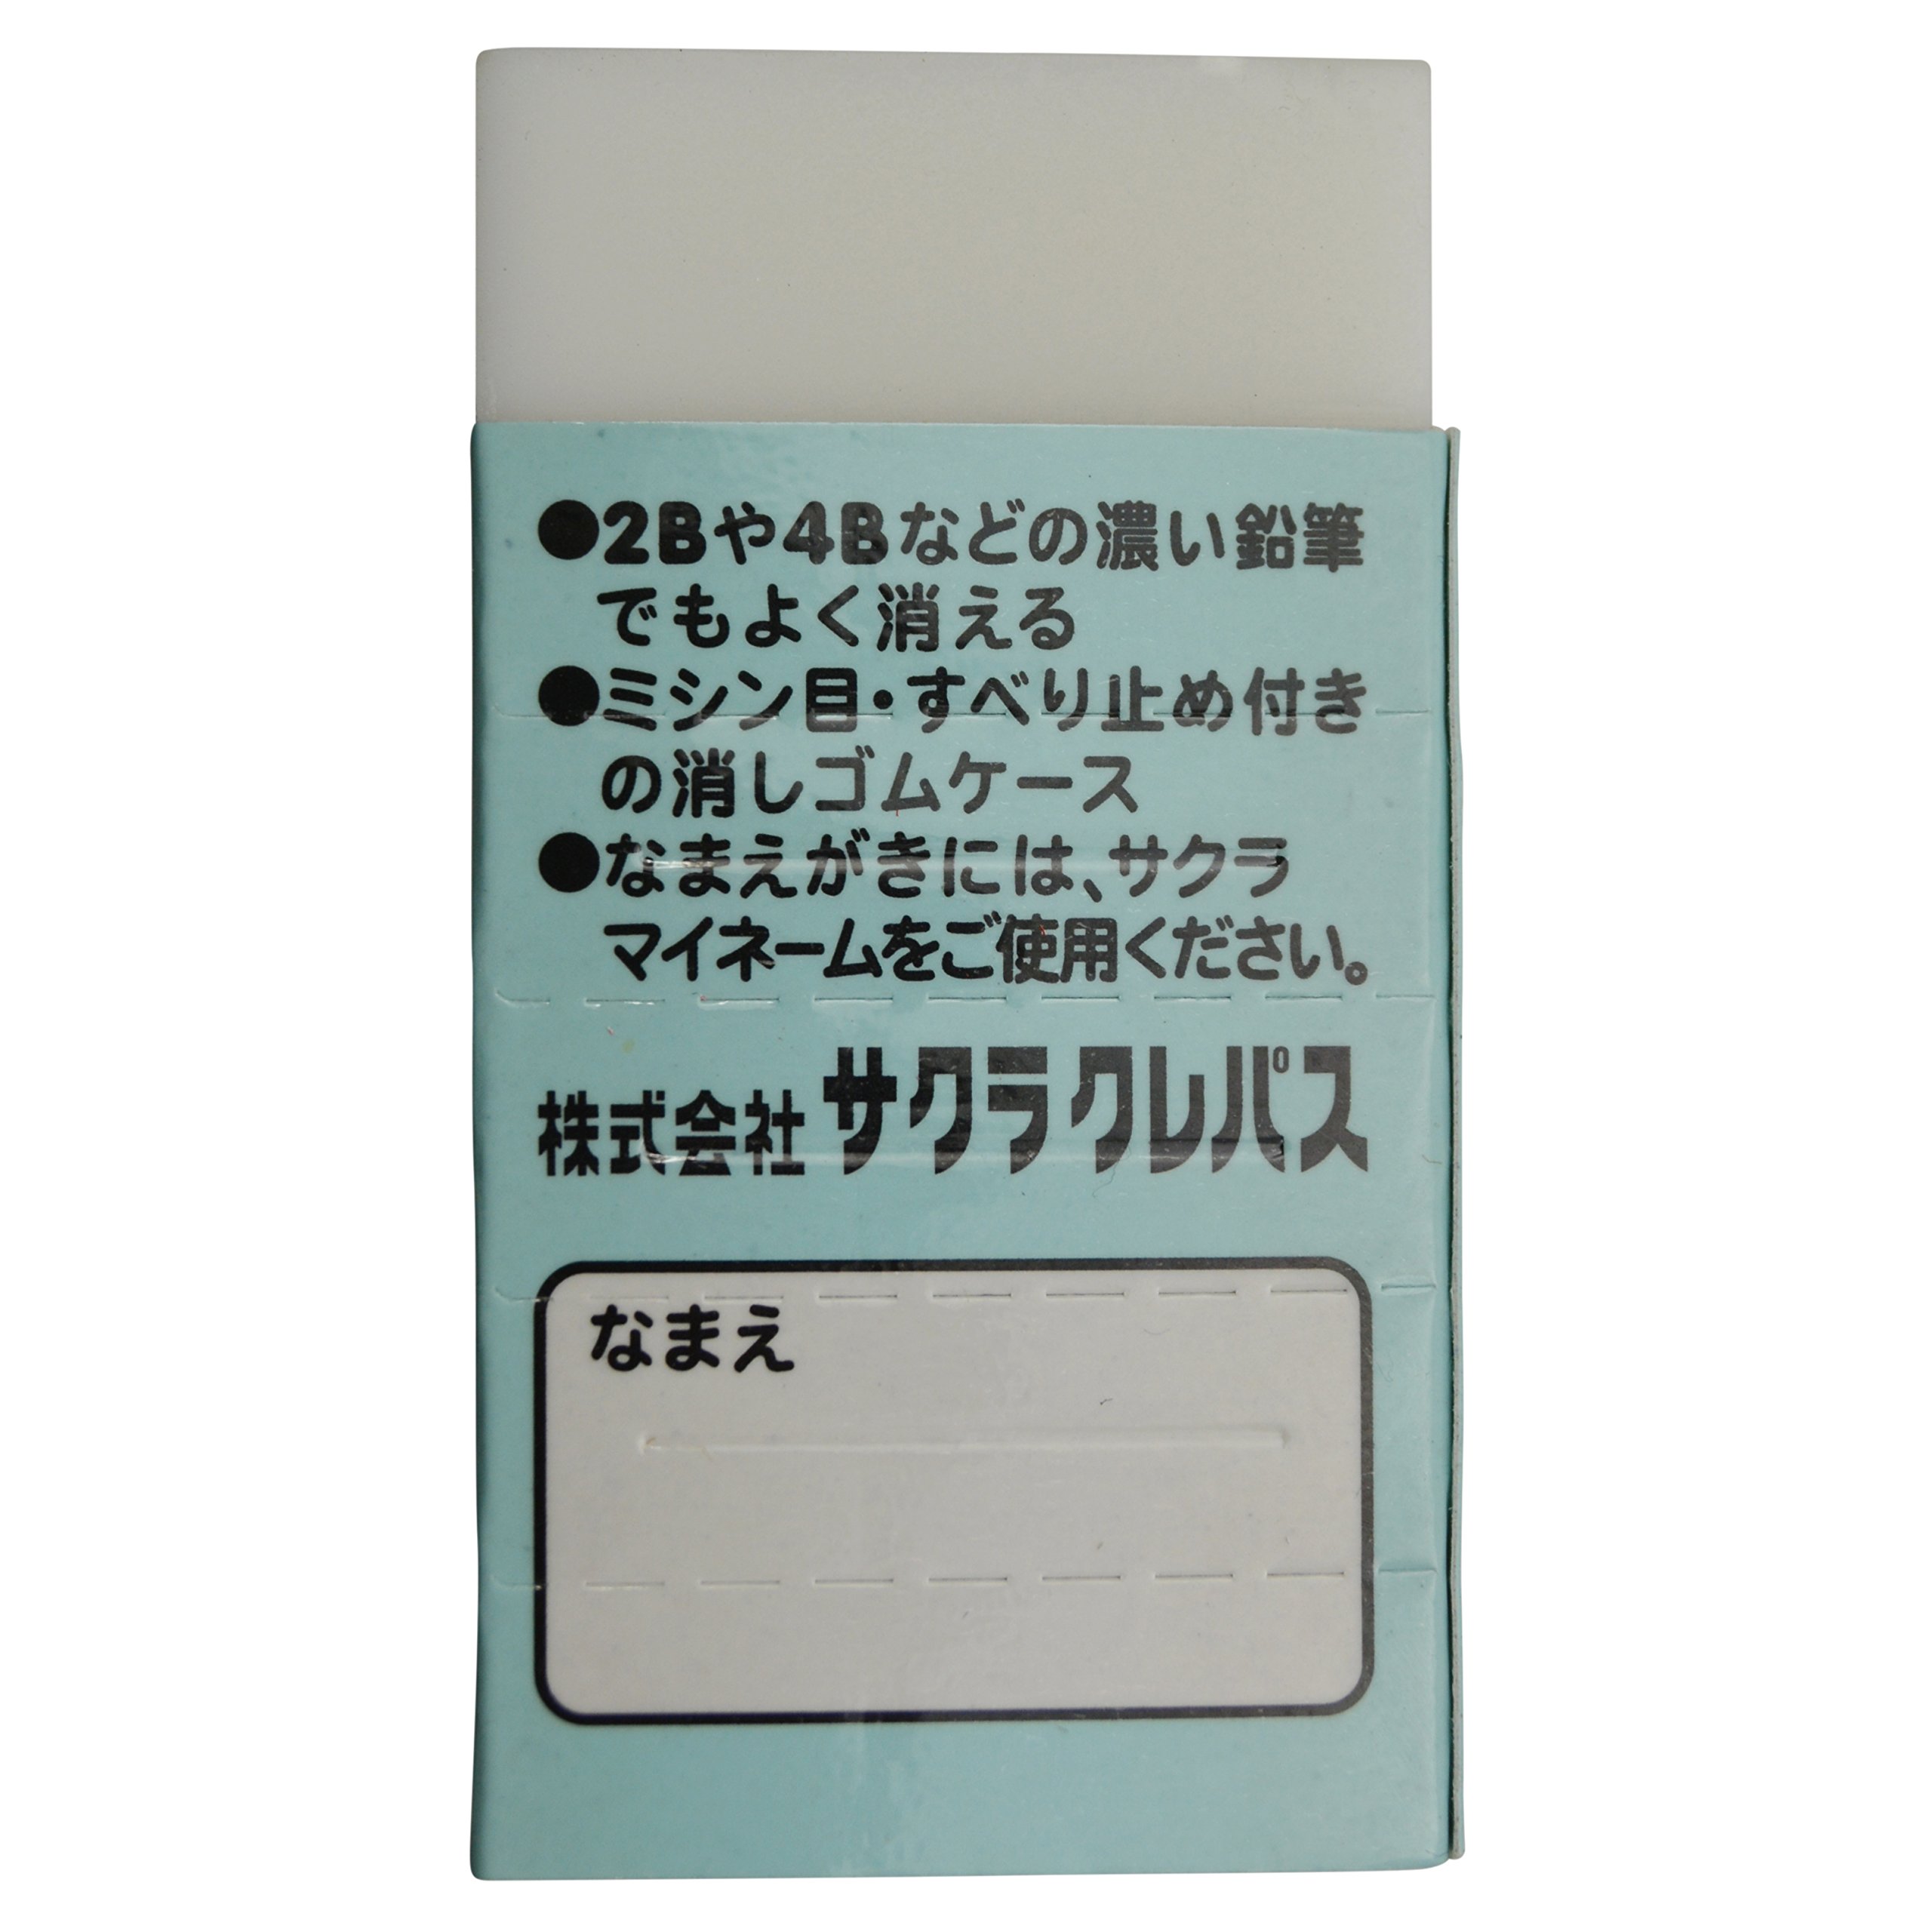 ●2Bや4Bなどの濃い鉛筆
でもよく消える
●ミシン目・すべり止め付き
の消しゴムケース
●なまえがきには、サクラ
マイネームをご使用ください。
株式会社サクラクレパス
なまえ